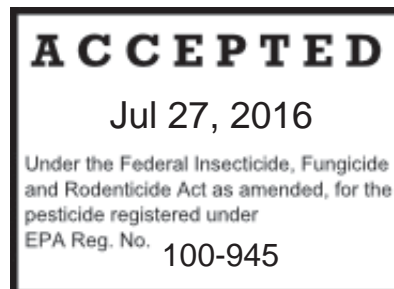 ACCEPTED
Jul 27, 2016
Under the Federal Insecticide, Fungicide
and Rodenticide Act as amended, for the
pesticide registered under
EPA Reg. No. 100-945